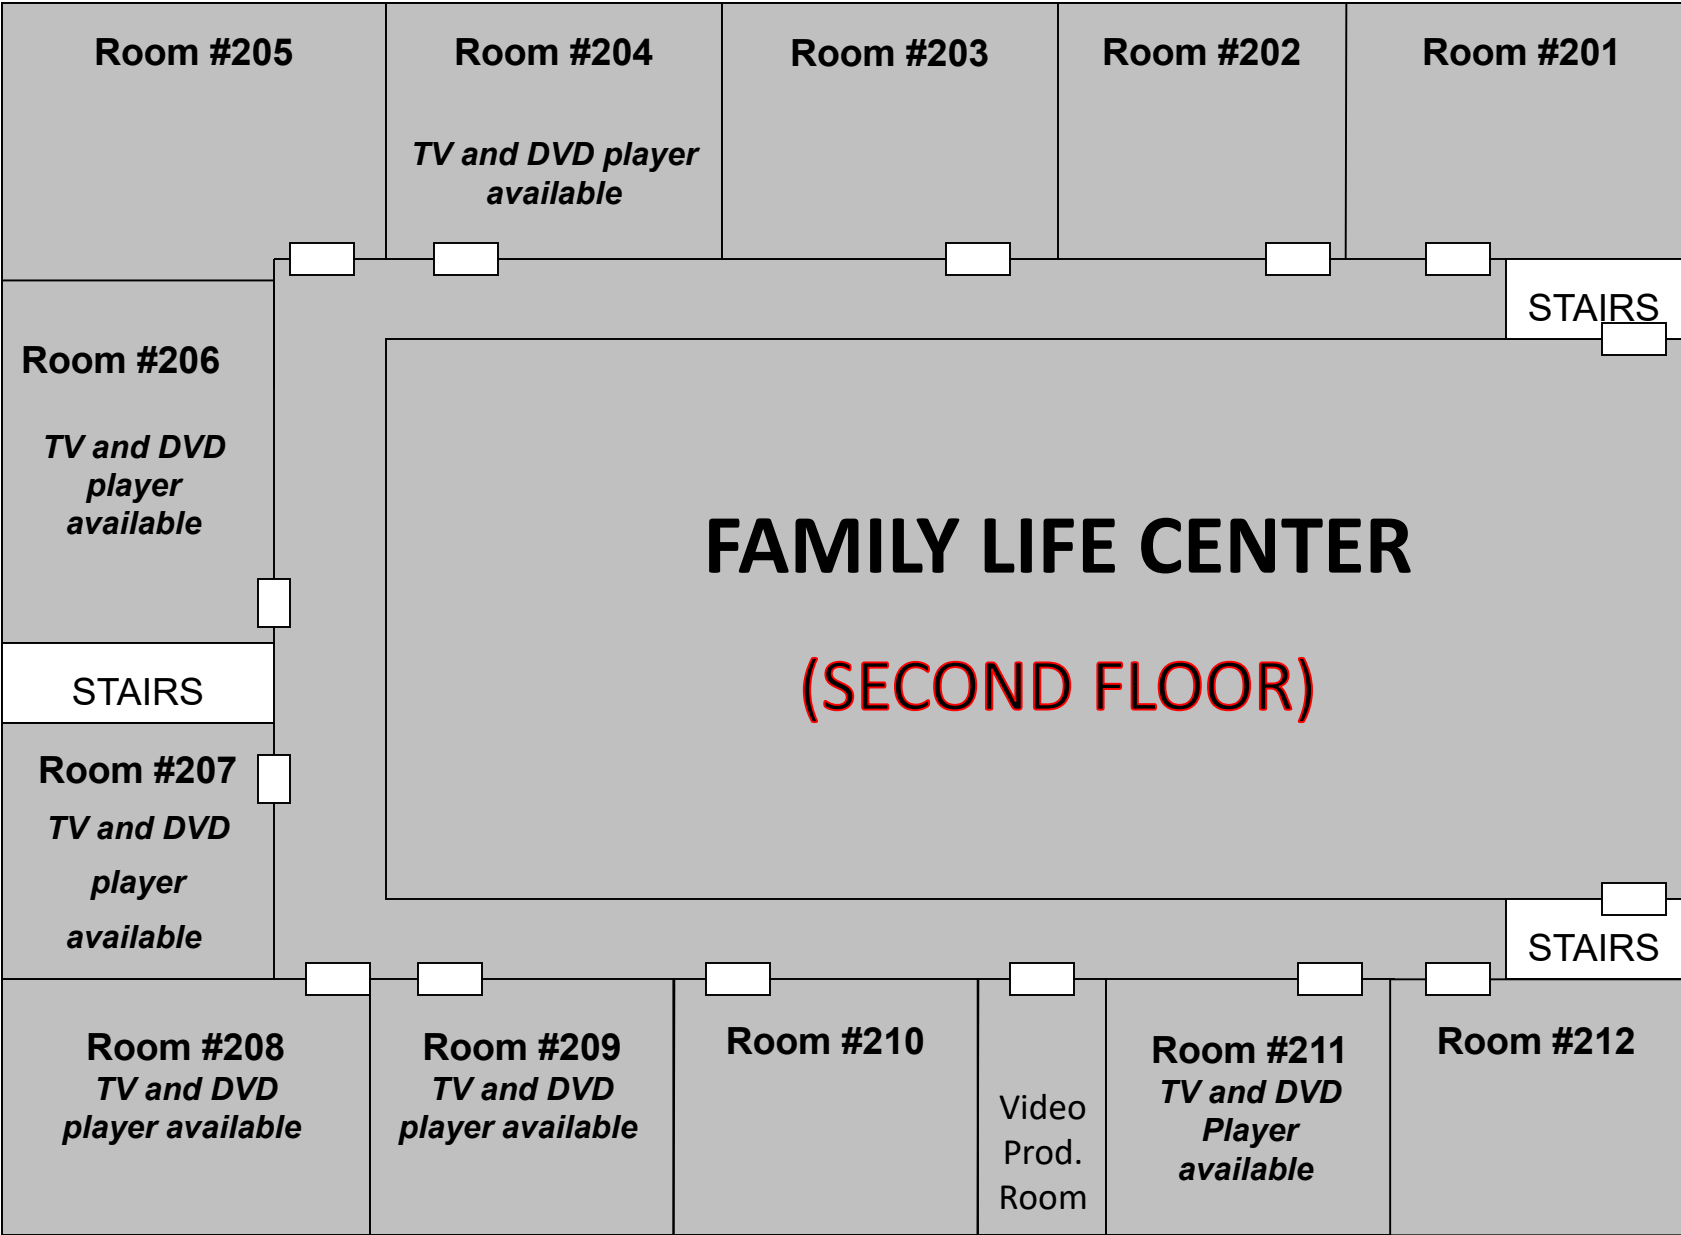 Room #205
Room #204
TV and DVD player
available
Room #203
Room #202
Room #201
STAIRS
Room #206
TV and DVD
player
available
FAMILY LIFE CENTER
(SECOND FLOOR)
STAIRS
Room #207
TV and DVD
player
available
STAIRS
Room #208
TV and DVD
player available
Room #209
TV and DVD
player available
Room #210
Video
Prod.
Room
Room #211
TV and DVD
Player
available
Room #212